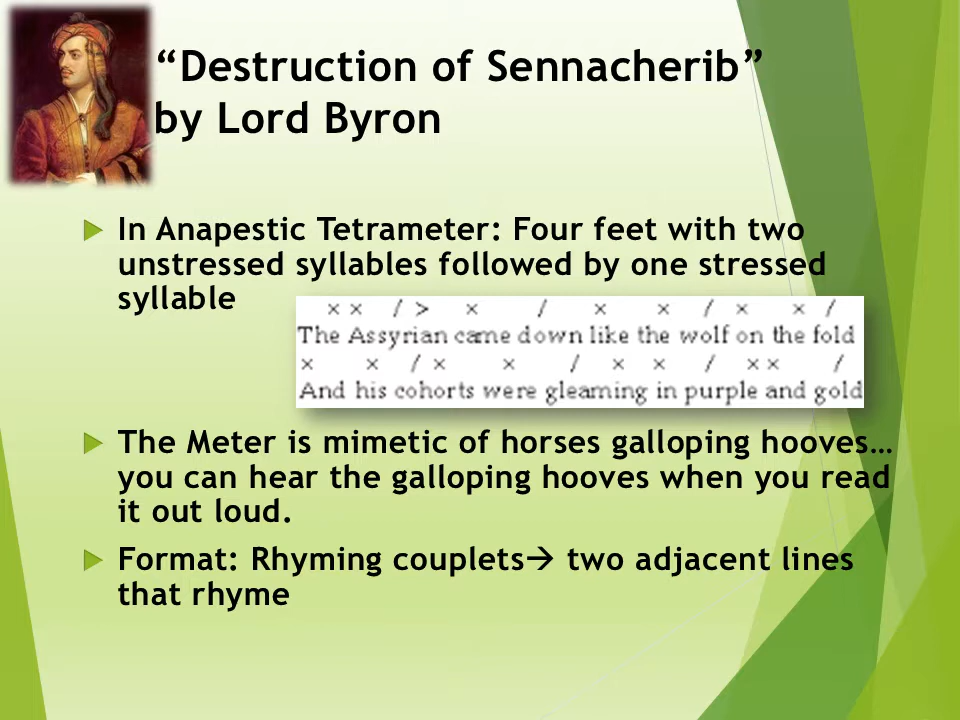 “Destruction of Sennacherib”
by Lord Byron
In Anapestic Tetrameter: Four feet with two
unstressed syllables followed by one stressed
syllable
× × / > × / × × / × × /
The Assyrian came down like the wolf on the fold
× × / × × / × × / × × /
And his cohorts were gleaming in purple and gold
The Meter is mimetic of horses galloping hooves…
you can hear the galloping hooves when you read
it out loud.
Format: Rhyming couplets→ two adjacent lines
that rhyme